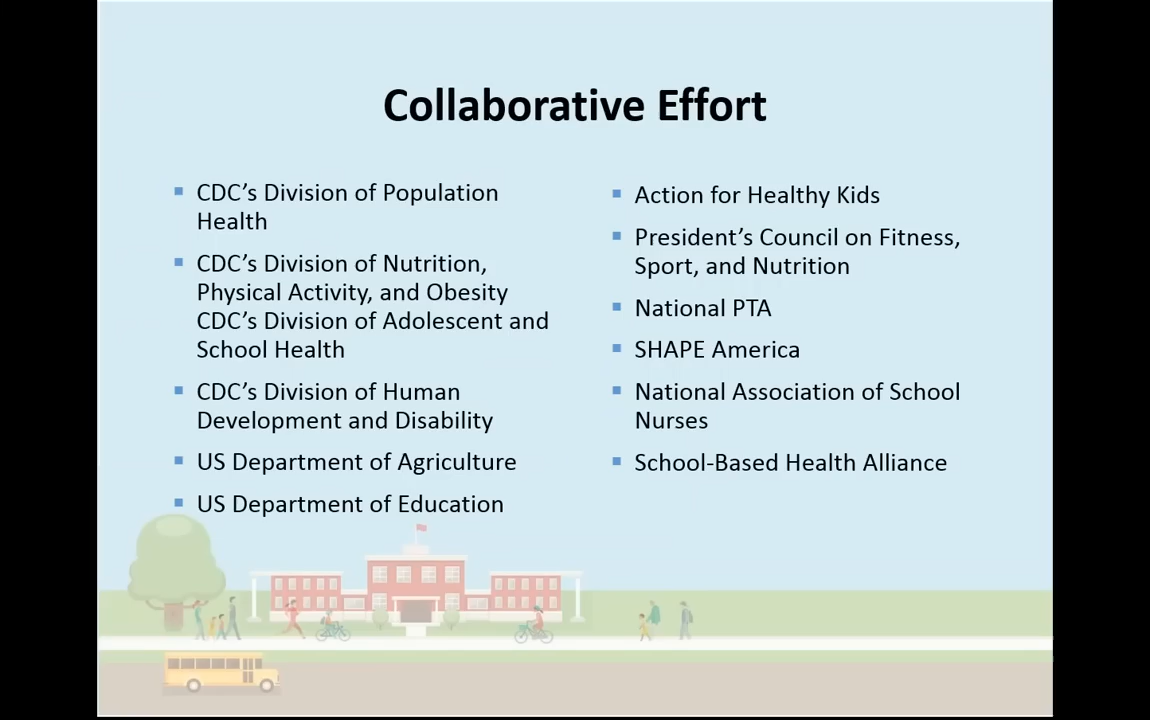 Collaborative Effort
CDC’s Division of Population
Health
CDC’s Division of Nutrition,
Physical Activity, and Obesity
CDC’s Division of Adolescent and
School Health
CDC’s Division of Human
Development and Disability
US Department of Agriculture
US Department of Education
Action for Healthy Kids
President’s Council on Fitness,
Sport, and Nutrition
National PTA
SHAPE America
National Association of School
Nurses
School-Based Health Alliance